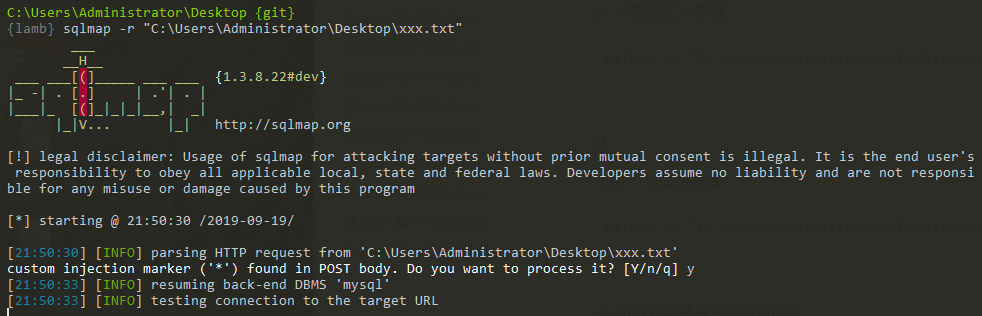 C:\Users\Administrator\Desktop {git}
{lamb} sqlmap -r "C:\Users\Administrator\Desktop\xxx.txt"
        ___
       __H__
 ___ ___[(]_____ ___ ___  {1.3.8.22#dev}
|_ -| . [.]     | .'| . |
|___|_  [(]_|_|_|__,|  _|
      |_|V...       |_|   http://sqlmap.org
[!] legal disclaimer: Usage of sqlmap for attacking targets without prior mutual consent is illegal. It is the end user's
 responsibility to obey all applicable local, state and federal laws. Developers assume no liability and are not responsi
ble for any misuse or damage caused by this program
[*] starting @ 21:50:30 /2019-09-19/
[21:50:30] [INFO] parsing HTTP request from 'C:\Users\Administrator\Desktop\xxx.txt'
custom injection marker ('*') found in POST body. Do you want to process it? [Y/n/q] y
[21:50:33] [INFO] resuming back-end DBMS 'mysql'
[21:50:33] [INFO] testing connection to the target URL